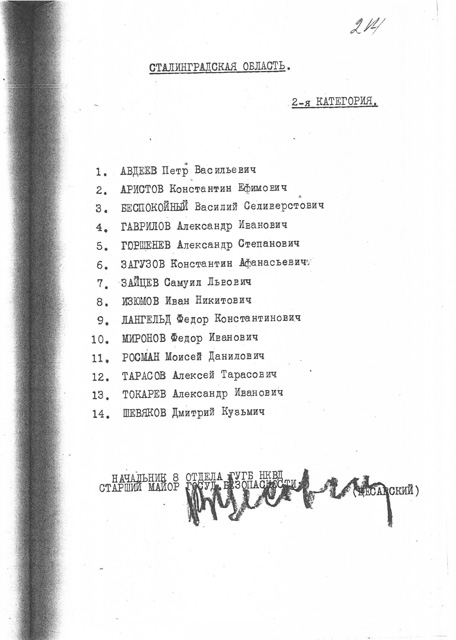 214
СТАЛИНГРАДСКАЯ ОБЛАСТЬ.
2-я КАТЕГОРИЯ.
1. АВДЕЕВ Петр Васильевич
2. АРИСТОВ Константин Ефимович
3. БЕСПОКОЙНЫЙ Василий Селиверстович
4. ГАВРИЛОВ Александр Иванович
5. ГОРШЕНЕВ Александр Степанович
6. ЗАГУЗОВ Константин Афанасьевич
7. ЗАЙЦЕВ Самуил Львович
8. ИЗЮМОВ Иван Никитович
9. ЛАНГЕЛЬД Федор Константинович
10. МИРОНОВ Федор Иванович
11. РОСМАН Моисей Данилович
12. ТАРАСОВ Алексей Тарасович
13. ТОКАРЕВ Александр Иванович
14. ШЕВЯКОВ Дмитрий Кузьмич
НАЧАЛЬНИК 8 ОТДЕЛА ГУГБ НКВД
СТАРШИЙ МАЙОР ГОСУД.БЕЗОПАСНОСТИ
(ЦЕСАРСКИЙ)